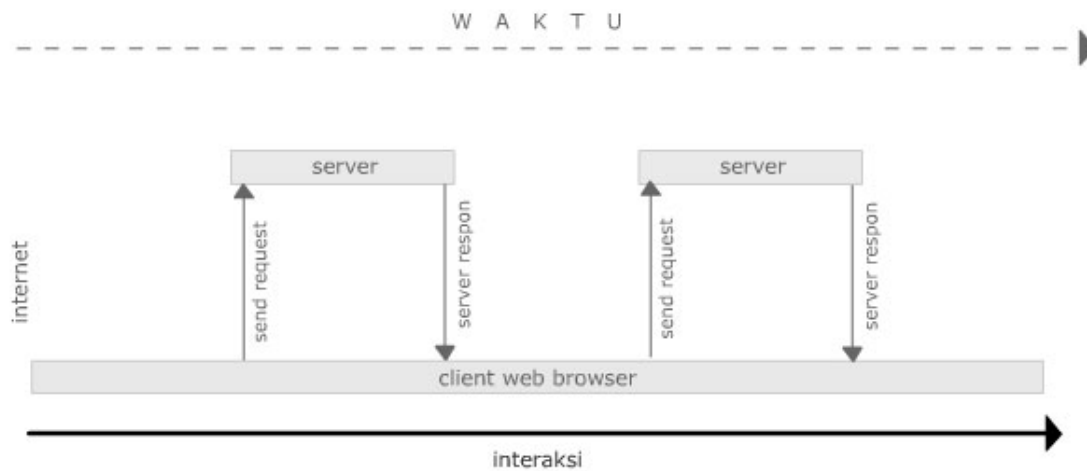 W A K T U
server
server
internet
send request
server respon
send request
server respon
client web browser
interaksi